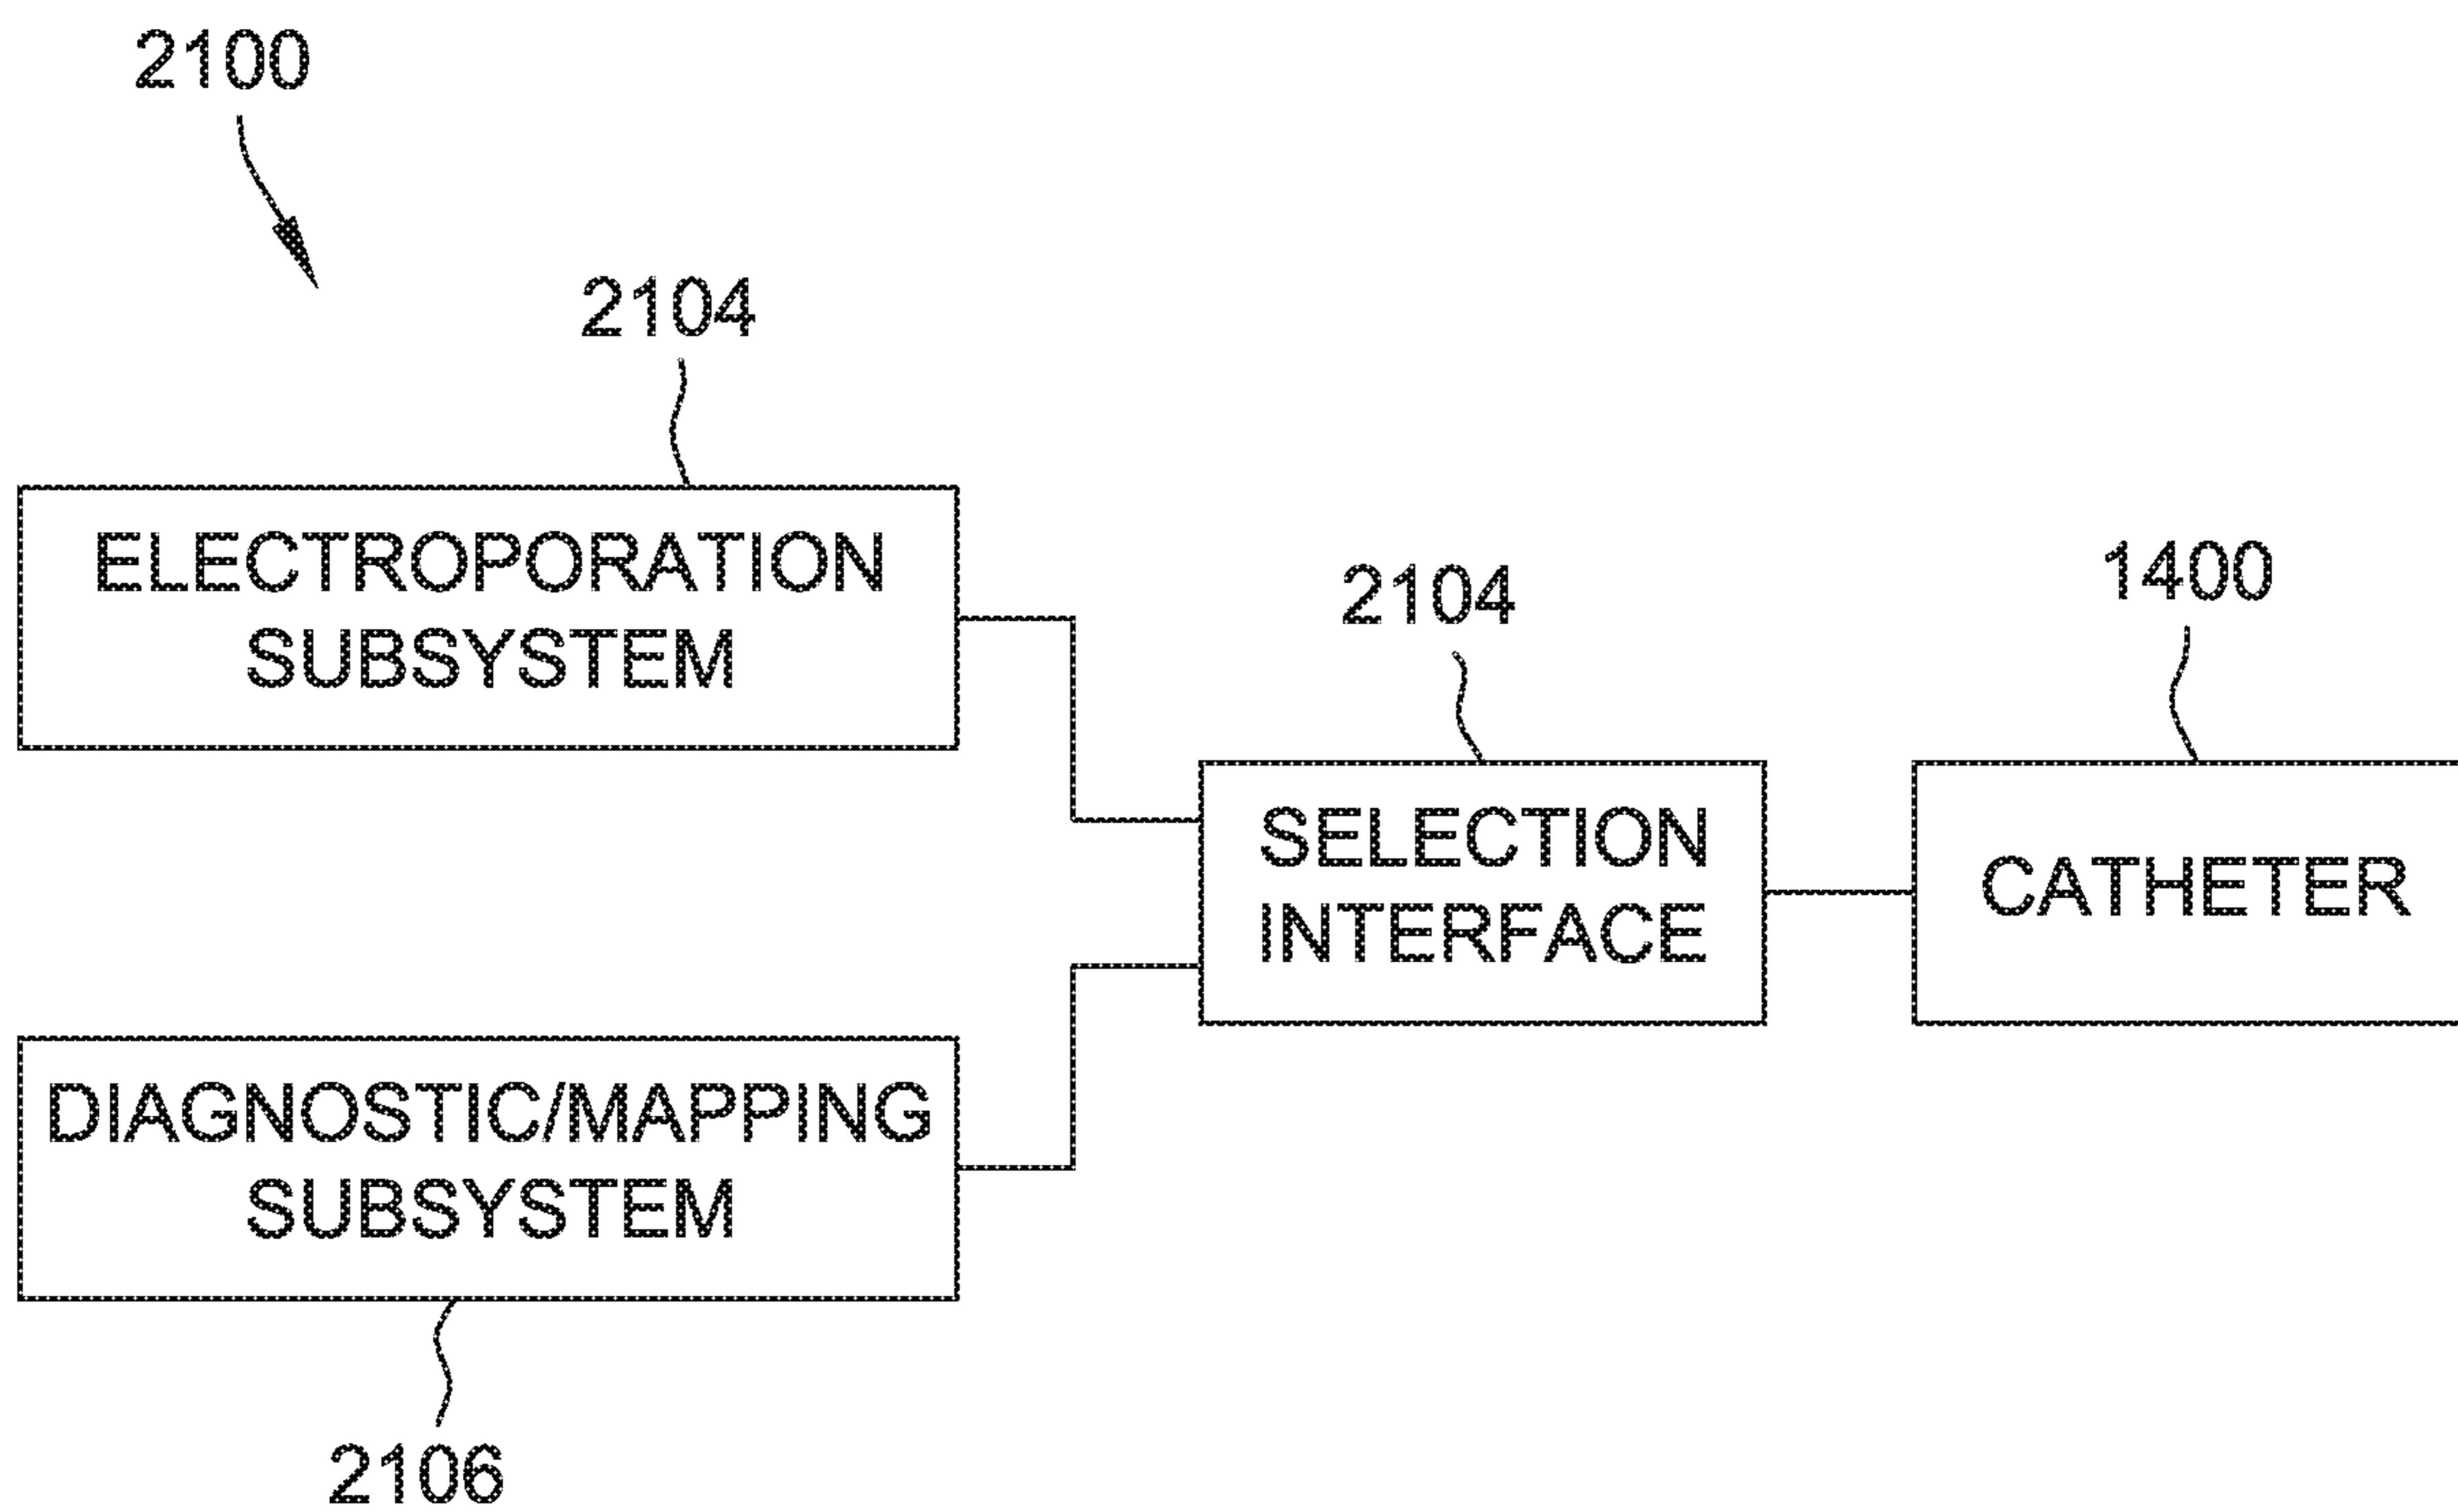 2100
2104
ELECTROPORATION
SUBSYSTEM
2104
1400
SELECTION
INTERFACE
CATHETER
DIAGNOSTIC/MAPPING
SUBSYSTEM
2106